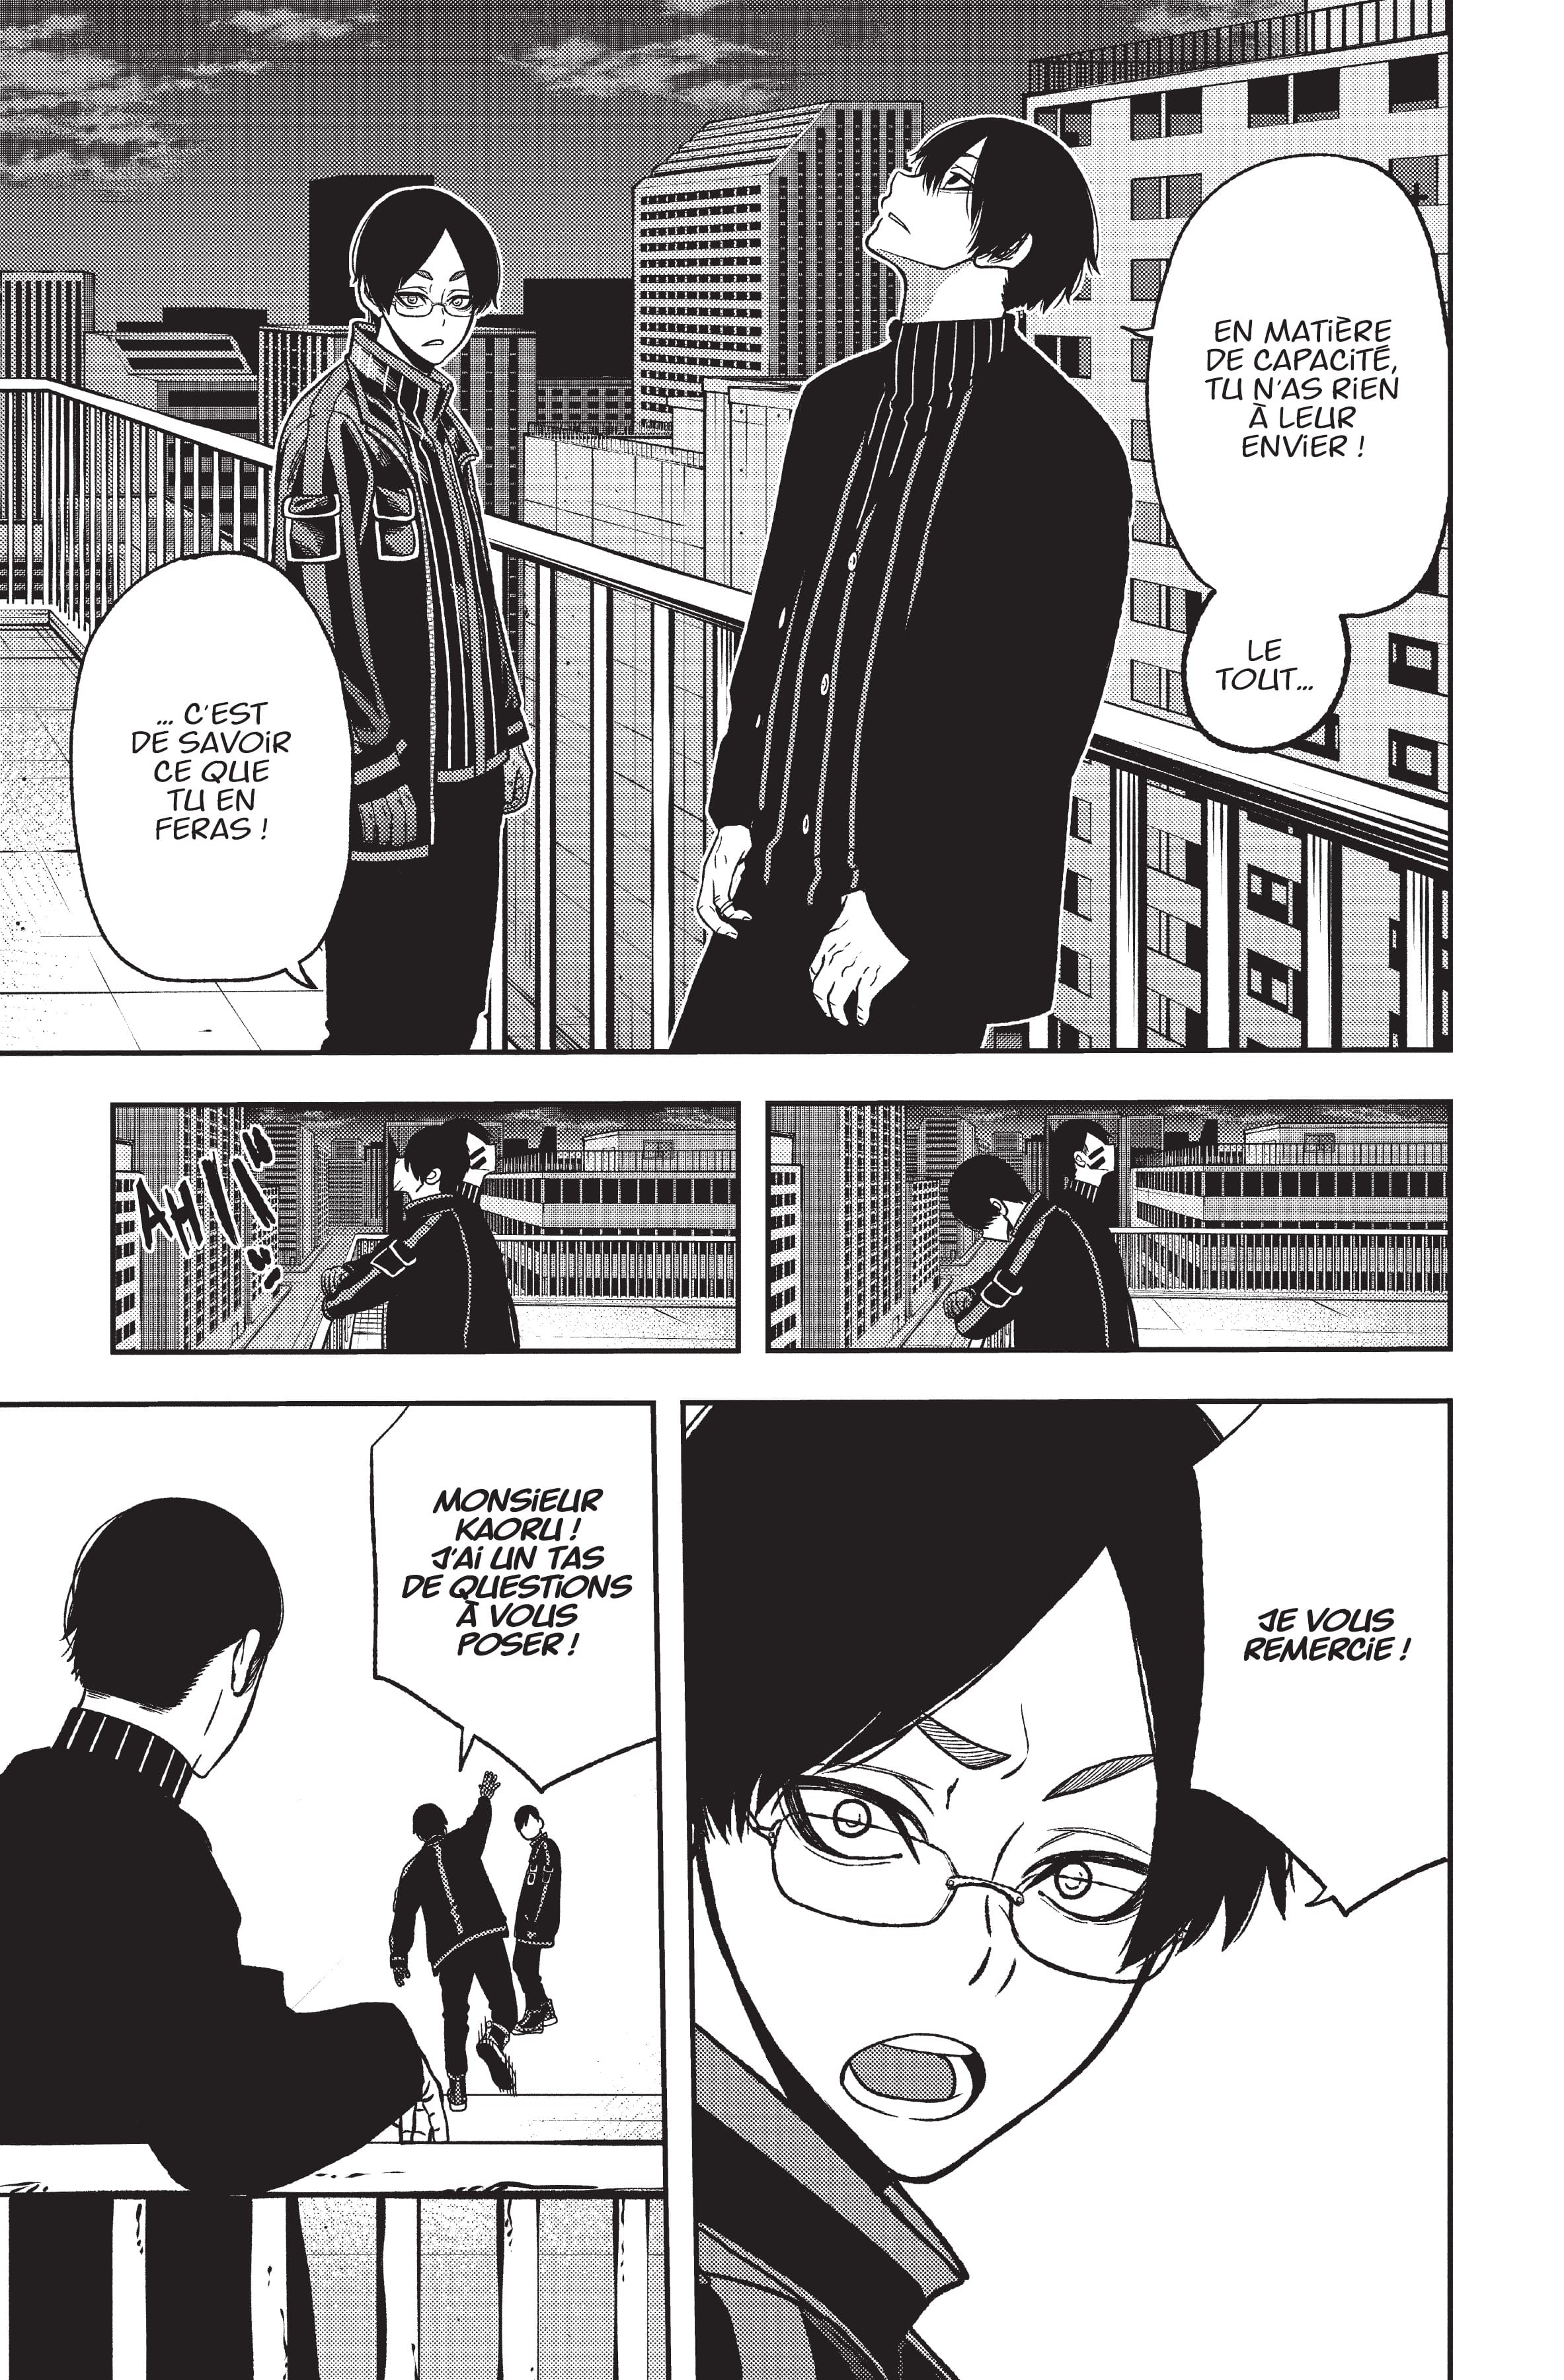 EN MATIÈRE
DE CAPACITÉ,
TU N'AS RIEN
À LEUR
ENVIER !
LE
TOUT...
... C'EST
DE SAVOIR
CE QUE
TU EN
FERAS !
AH !!
JE VOUS
REMERCIE !
MONSIEUR
KAORU !
J'AI UN TAS
DE QUESTIONS
À VOUS
POSER !